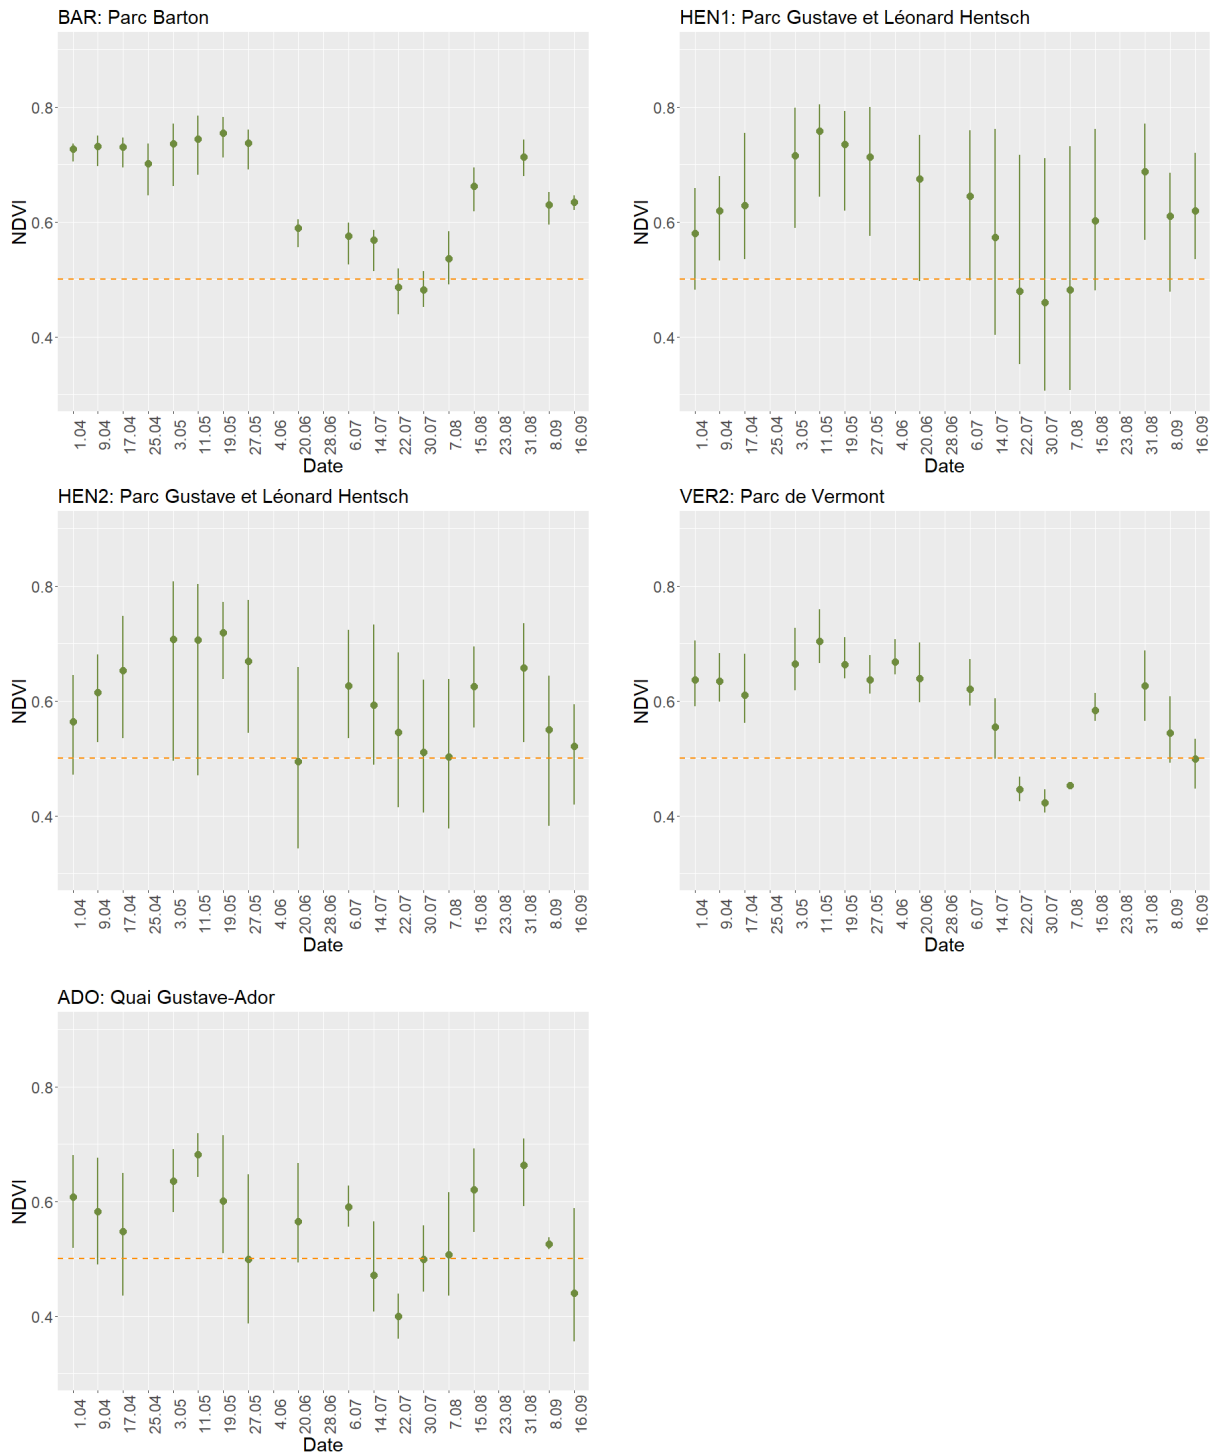 BAR: Parc Barton
NDVI
0.8
0.6
0.4
1.04 9.04 17.04 25.04 3.05 11.05 19.05 27.05 4.06 20.06 28.06 6.07 14.07 22.07 30.07 7.08 15.08 23.08 31.08 8.09 16.09
Date
HEN1: Parc Gustave et Léonard Hentsch
NDVI
0.8
0.6
0.4
1.04 9.04 17.04 25.04 3.05 11.05 19.05 27.05 4.06 20.06 28.06 6.07 14.07 22.07 30.07 7.08 15.08 23.08 31.08 8.09 16.09
Date
HEN2: Parc Gustave et Léonard Hentsch
NDVI
0.8
0.6
0.4
1.04 9.04 17.04 25.04 3.05 11.05 19.05 27.05 4.06 20.06 28.06 6.07 14.07 22.07 30.07 7.08 15.08 23.08 31.08 8.09 16.09
Date
VER2: Parc de Vermont
NDVI
0.8
0.6
0.4
1.04 9.04 17.04 25.04 3.05 11.05 19.05 27.05 4.06 20.06 28.06 6.07 14.07 22.07 30.07 7.08 15.08 23.08 31.08 8.09 16.09
Date
ADO: Quai Gustave-Ador
NDVI
0.8
0.6
0.4
1.04 9.04 17.04 25.04 3.05 11.05 19.05 27.05 4.06 20.06 28.06 6.07 14.07 22.07 30.07 7.08 15.08 23.08 31.08 8.09 16.09
Date